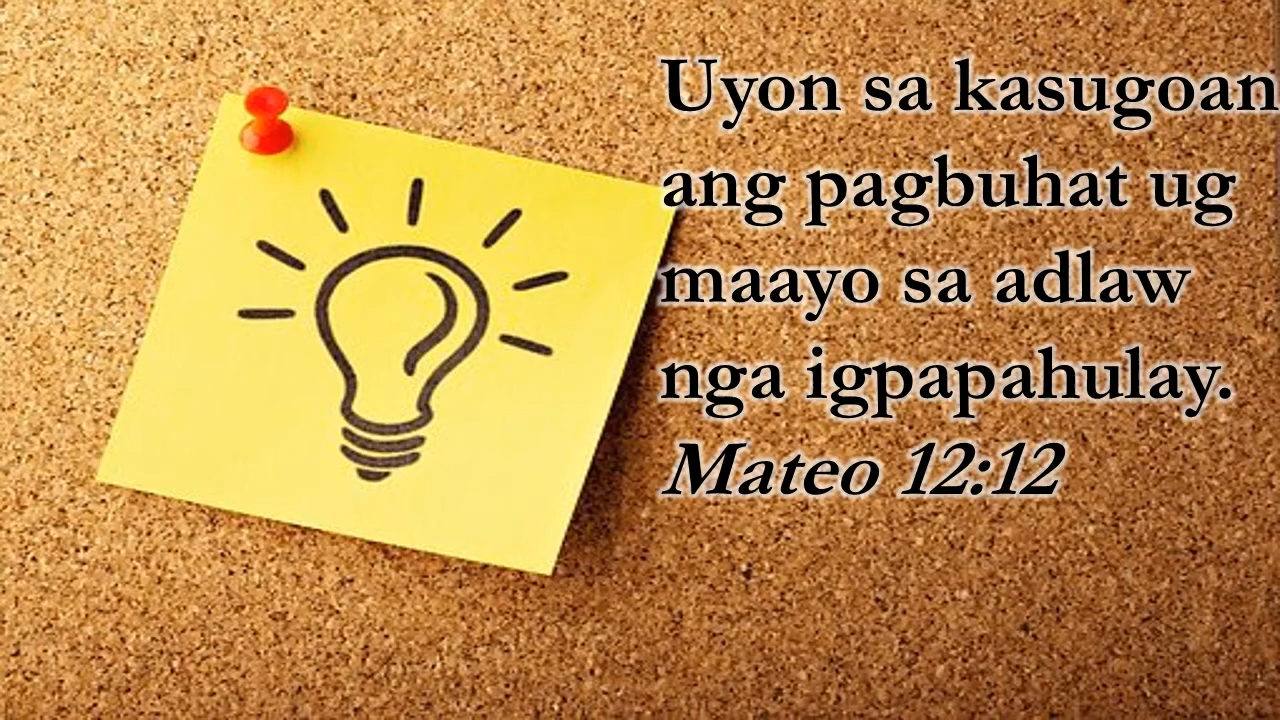 Uyon sa kasugoan
ang pagbuhat ug
maayo sa adlaw
nga igpapahulay.
Mateo 12:12